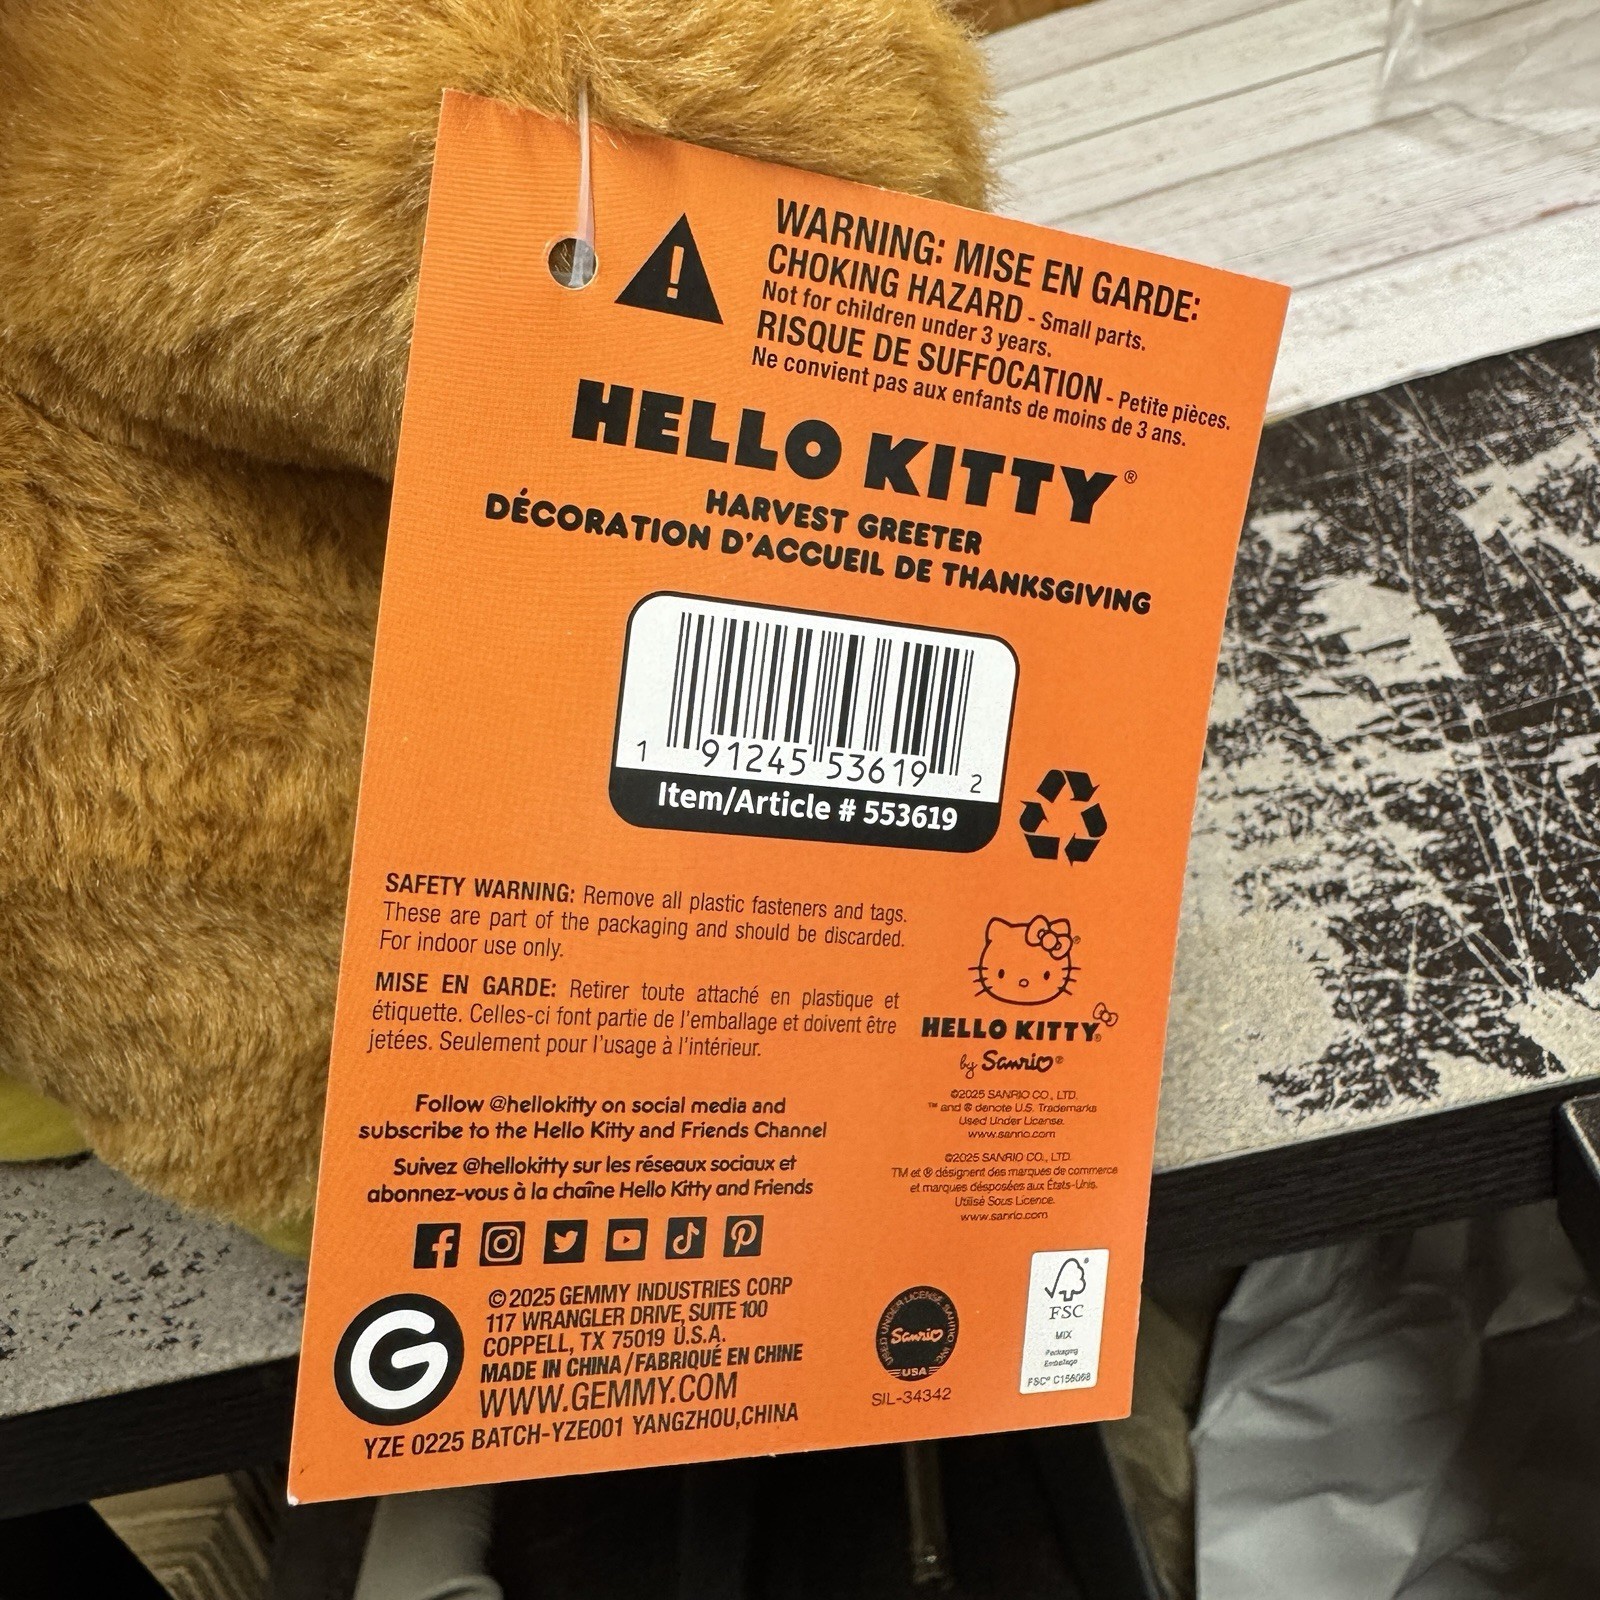 WARNING: MISE EN GARDE:
CHOKING HAZARD - Small parts.
Not for children under 3 years.
RISQUE DE SUFFOCATION - Petite pièces.
Ne convient pas aux enfants de moins de 3 ans.
HELLO KITTY®
HARVEST GREETER
DÉCORATION D'ACCUEIL DE THANKSGIVING
1 91245 53619 2
Item/Article # 553619
SAFETY WARNING: Remove all plastic fasteners and tags.
These are part of the packaging and should be discarded.
For indoor use only.
MISE EN GARDE: Retirer toute attaché en plastique et
étiquette. Celles-ci font partie de l'emballage et doivent être
jetées. Seulement pour l'usage à l'intérieur.
®
HELLO KITTY®
by Sanrio®
Follow @hellokitty on social media and
subscribe to the Hello Kitty and Friends Channel
Suivez @hellokitty sur les réseaux sociaux et
abonnez-vous à la chaîne Hello Kitty and Friends
©2025 SANRIO CO., LTD.
™ and ® denote U.S. Trademarks
Used Under License.
www.sanrio.com
©2025 SANRIO CO., LTD.
TM et ® désignent des marques de commerce
et marques désposées aux États-Unis.
Utilisé Sous Licence.
www.sanrio.com
G
© 2025 GEMMY INDUSTRIES CORP
117 WRANGLER DRIVE, SUITE 100
COPPELL, TX 75019 U.S.A.
MADE IN CHINA / FABRIQUÉ EN CHINE
WWW.GEMMY.COM
YZE 0225 BATCH-YZE001 YANGZHOU,CHINA
USED UNDER LICENSE SANRIO INC.
Sanrio
USA
SIL-34342
FSC
MIX
Packaging
Emballage
FSC® C156068